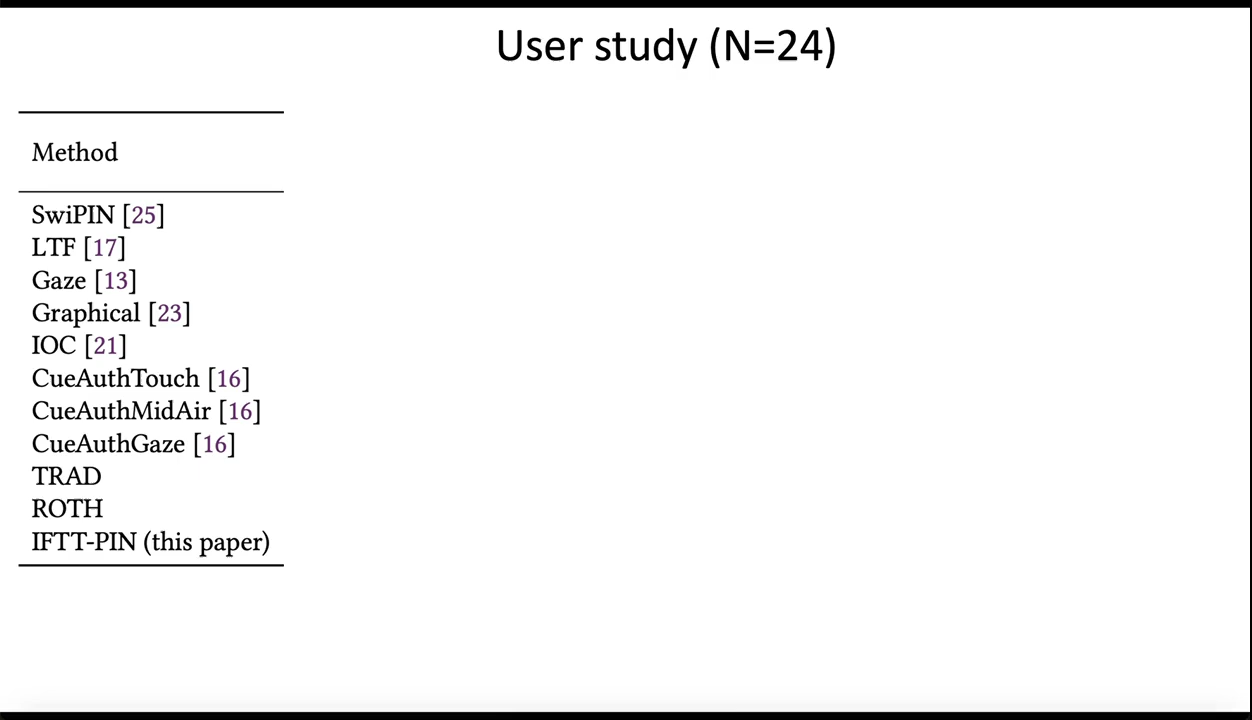 User study (N=24)
Method
SwiPIN [25]
LTF [17]
Gaze [13]
Graphical [23]
IOC [21]
CueAuthTouch [16]
CueAuthMidAir [16]
CueAuthGaze [16]
TRAD
ROTH
IFTT-PIN (this paper)